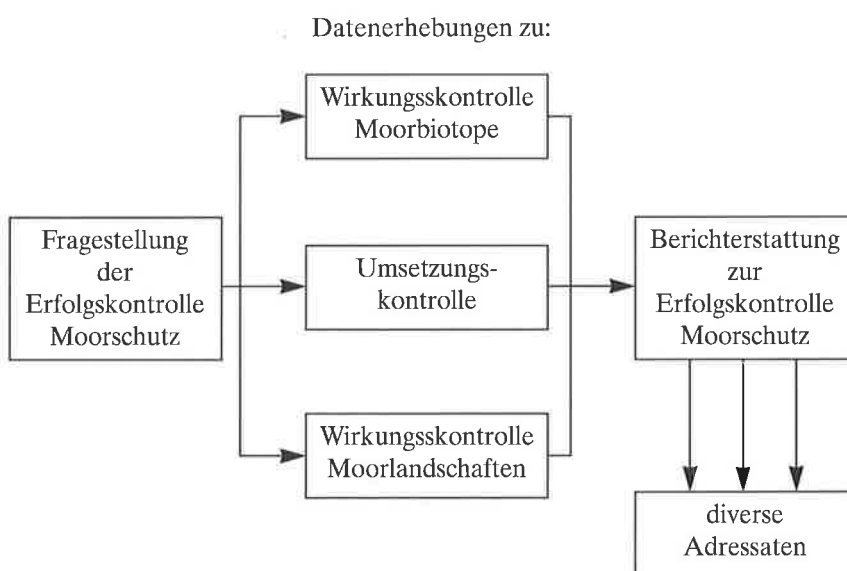 Datenerhebungen zu:
Wirkungsskontrolle
Moorbiotope
Fragestellung
der
Erfolgskontrolle
Moorschutz
Umsetzungs-
kontrolle
Wirkungsskontrolle
Moorlandschaften
Berichterstattung
zur
Erfolgskontrolle
Moorschutz
diverse
Adressaten